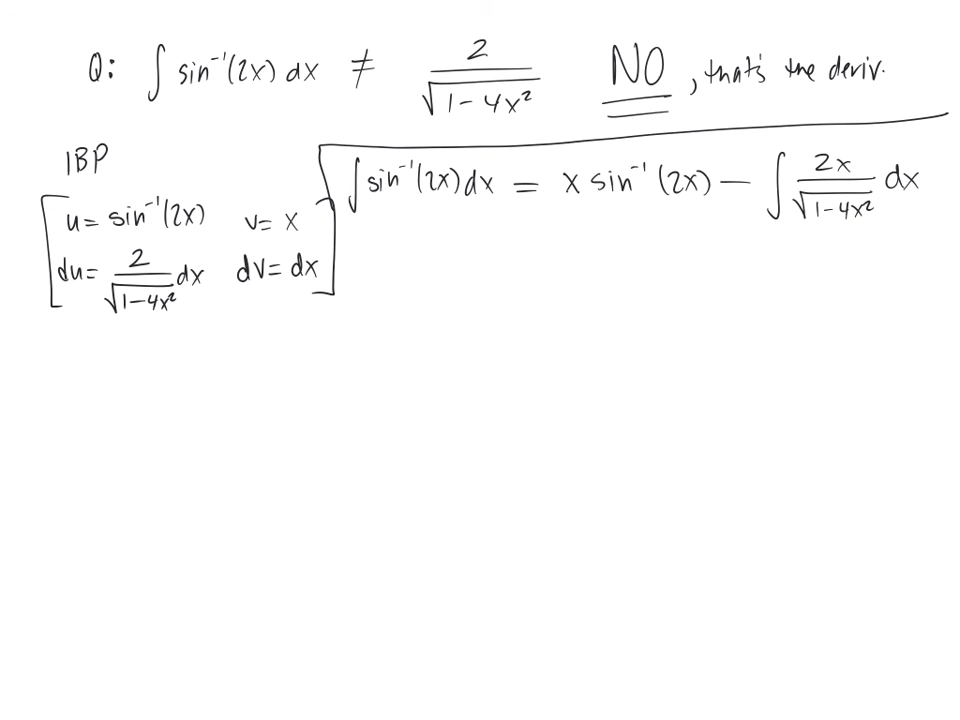 Q: ∫ sin⁻¹(2x) dx ≠ 2/√(1-4x²) NO, that's the deriv.
IBP
∫ sin⁻¹(2x) dx = x sin⁻¹(2x) - ∫ 2x/√(1-4x²) dx
u = sin⁻¹(2x) v = x
du = 2/√(1-4x²) dx dv = dx